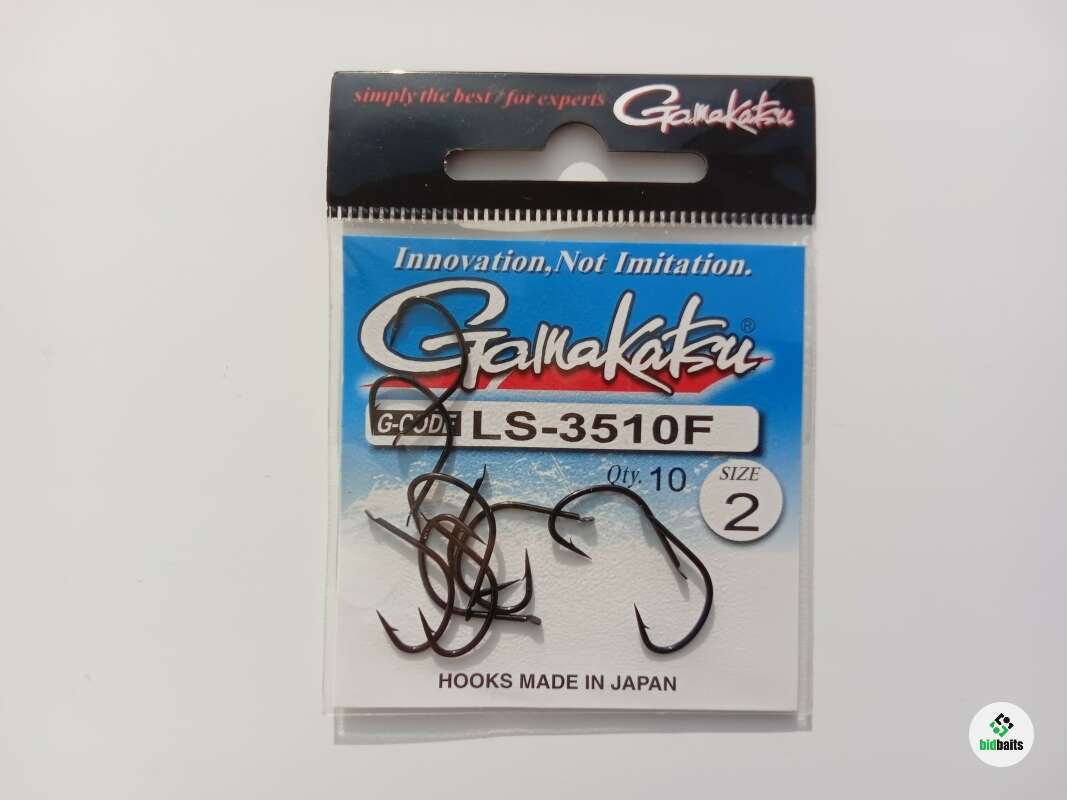 simply the best / for experts Gamakatsu
Innovation,Not Imitation.
Gamakatsu®
G-CODE LS-3510F
Qty. 10
SIZE
2
HOOKS MADE IN JAPAN
bidbaits